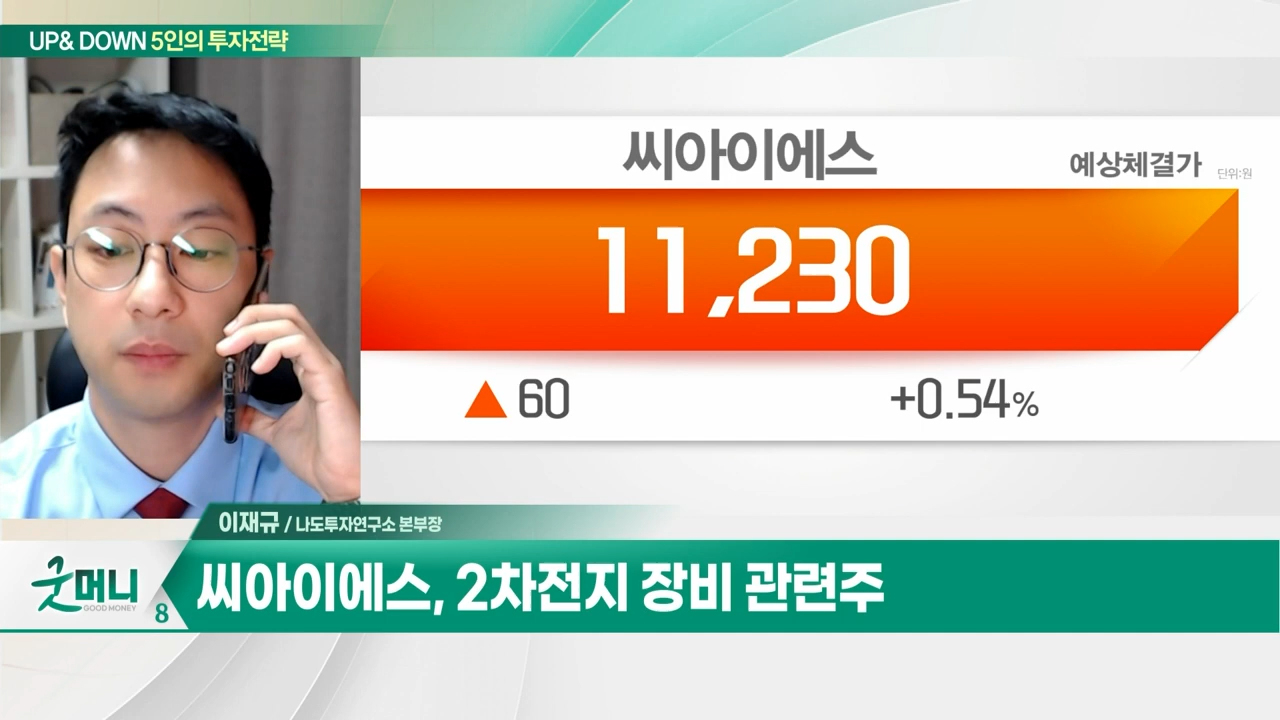 UP& DOWN 5인의 투자전략
씨아이에스
예상체결가
단위:원
11,230
▲ 60
+0.54%
이재규 / 나도투자연구소 본부장
굿머니
GOOD MONEY
8
씨아이에스, 2차전지 장비 관련주